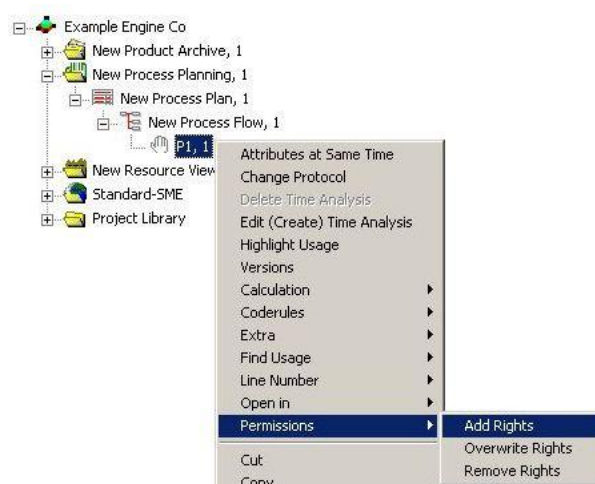 Example Engine Co
New Product Archive, 1
New Process Planning, 1
New Process Plan, 1
New Process Flow, 1
P1, 1
New Resource View
Standard-SME
Project Library
Attributes at Same Time
Change Protocol
Delete Time Analysis
Edit (Create) Time Analysis
Highlight Usage
Versions
Calculation
Coderules
Extra
Find Usage
Line Number
Open in
Permissions
Cut
Copy
Add Rights
Overwrite Rights
Remove Rights